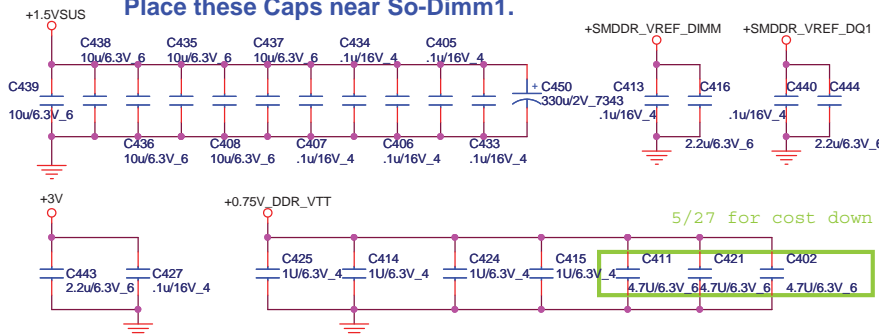 Place these Caps near So-Dimm1.
+1.5VSUS
+SMDDR_VREF_DIMM
+SMDDR_VREF_DQ1
C438
10u/6.3V_6
C435
10u/6.3V_6
C437
10u/6.3V_6
C434
.1u/16V_4
C405
.1u/16V_4
C439
10u/6.3V_6
+ C450
330u/2V_7343
C413
.1u/16V_4
C416
2.2u/6.3V_6
C440
.1u/16V_4
C444
2.2u/6.3V_6
C436
10u/6.3V_6
C408
10u/6.3V_6
C407
.1u/16V_4
C406
.1u/16V_4
C433
.1u/16V_4
+3V
+0.75V_DDR_VTT
5/27 for cost down
C443
2.2u/6.3V_6
C427
.1u/16V_4
C425
1U/6.3V_4
C414
1U/6.3V_4
C424
1U/6.3V_4
C415
1U/6.3V_4
C411
4.7U/6.3V_6
C421
4.7U/6.3V_6
C402
4.7U/6.3V_6